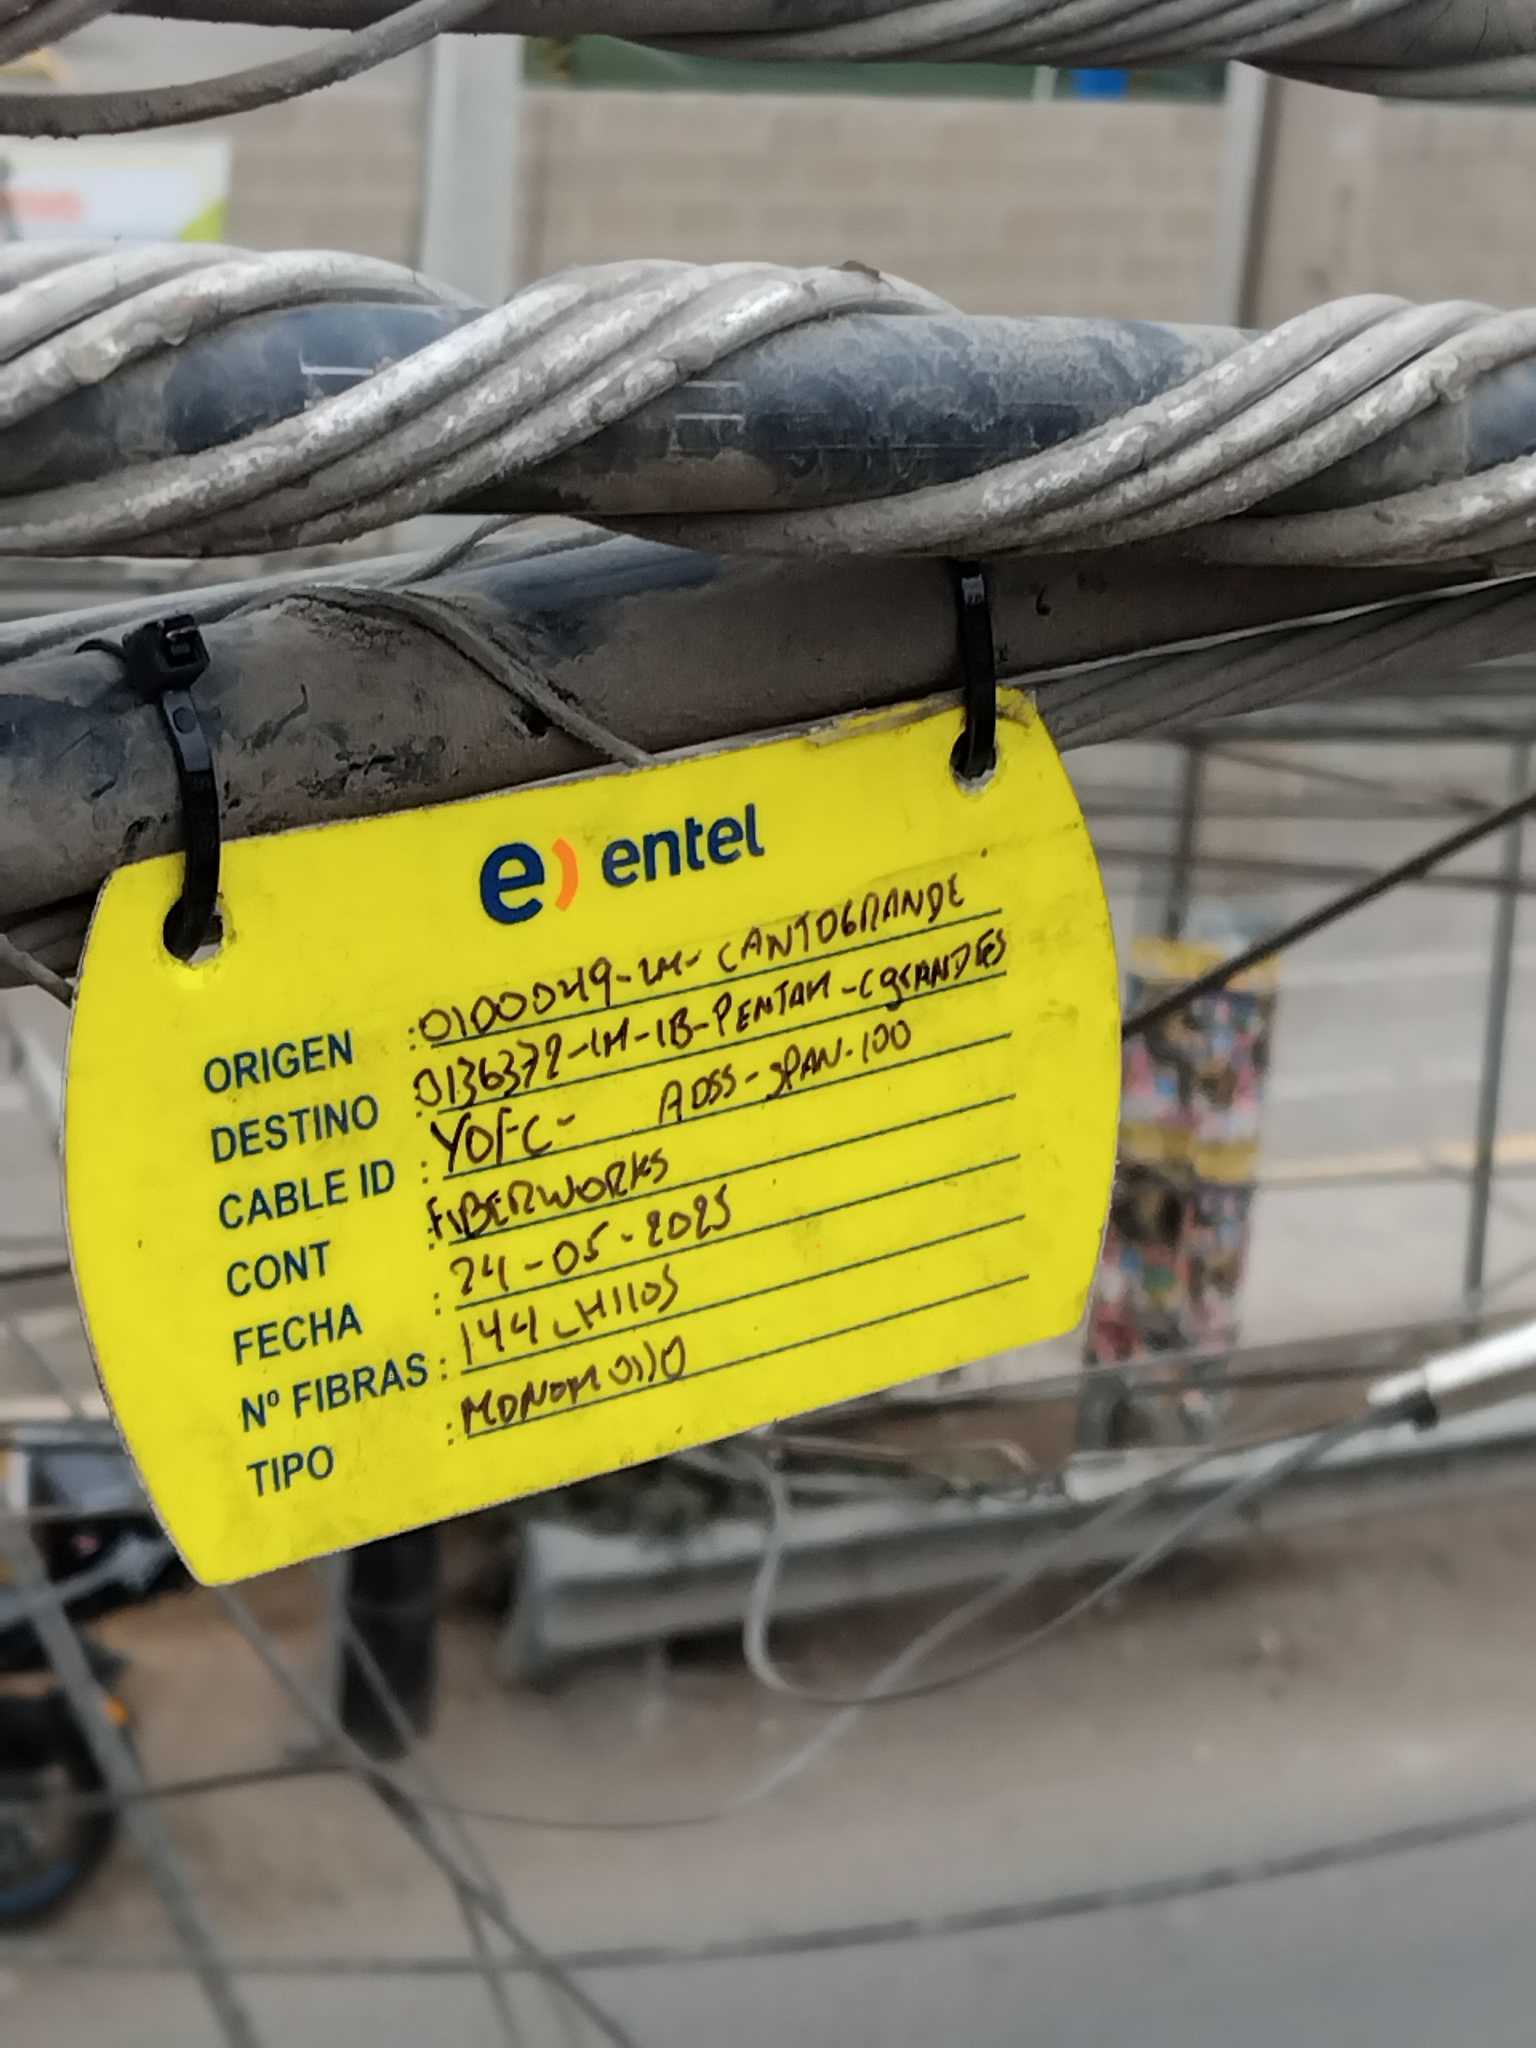 e) entel
ORIGEN : 0100049-LM-CANTOGRANDE
DESTINO : 0136372-LM-IB-PENTAM-CGRANDES
CABLE ID : YOFC- ADSS-SPAN-100
CONT : FIBERWORKS
FECHA : 24-05-2025
Nº FIBRAS : 144 HILOS
TIPO : MONOMODO